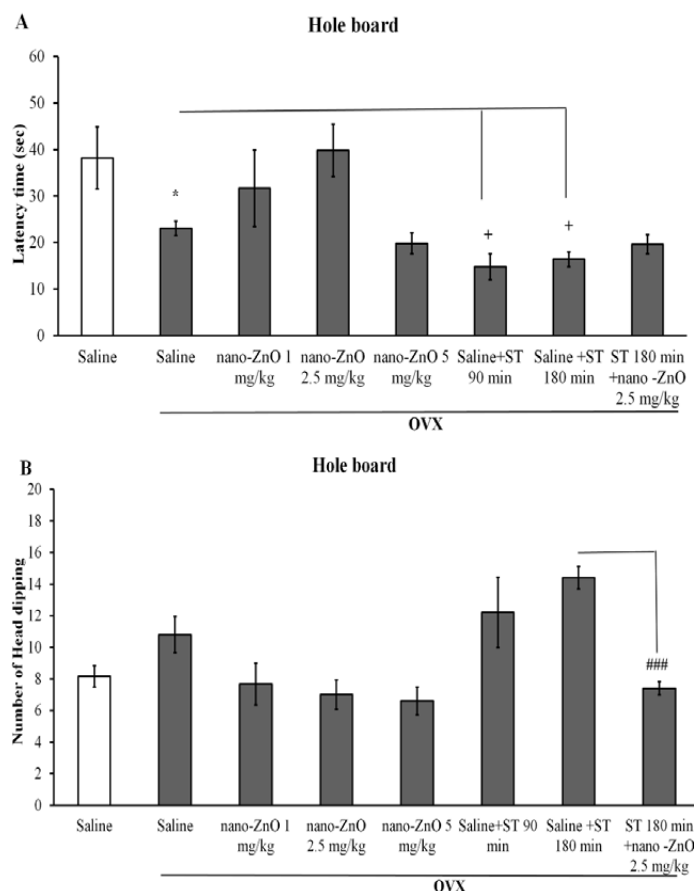 A
Hole board
Latency time (sec)
60
50
40
30
20
10
0
*
+
+
Saline
Saline
nano-ZnO 1
mg/kg
nano-ZnO
2.5 mg/kg
nano-ZnO 5
mg/kg
Saline+ST
90 min
Saline +ST
180 min
ST 180 min
+nano -ZnO
2.5 mg/kg
OVX
B
Hole board
Number of Head dipping
20
18
16
14
12
10
8
6
4
2
0
###
Saline
Saline
nano-ZnO 1
mg/kg
nano-ZnO
2.5 mg/kg
nano-ZnO 5
mg/kg
Saline+ST 90
min
Saline +ST
180 min
ST 180 min
+nano -ZnO
2.5 mg/kg
OVX